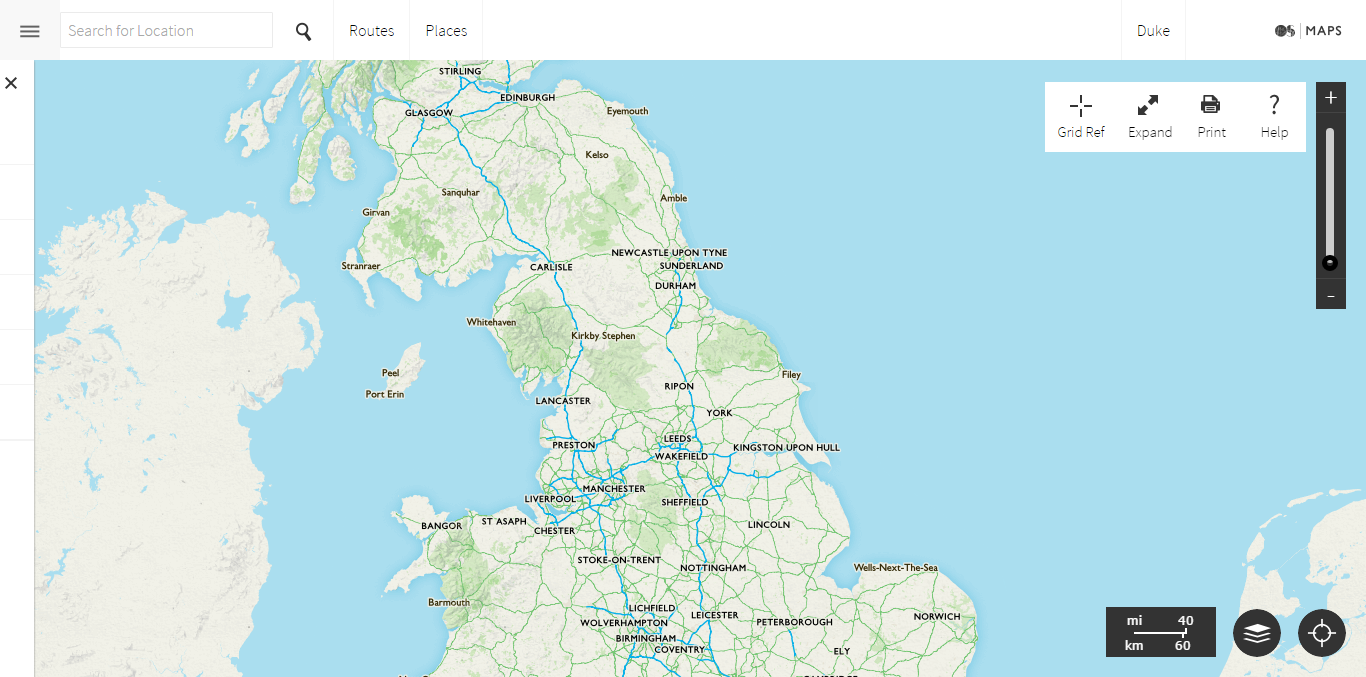 Search for Location
Routes
Places
Duke
OS MAPS
Grid Ref
Expand
Print
?
Help
+
−
STIRLING
EDINBURGH
GLASGOW
Eyemouth
Kelso
Sanquhar
Amble
Girvan
NEWCASTLE UPON TYNE
Stranraer
CARLISLE
SUNDERLAND
DURHAM
Whitehaven
Kirkby Stephen
Peel
Filey
RIPON
Port Erin
LANCASTER
YORK
LEEDS
PRESTON
KINGSTON UPON HULL
WAKEFIELD
MANCHESTER
LIVERPOOL
SHEFFIELD
BANGOR
ST ASAPH
CHESTER
LINCOLN
STOKE-ON-TRENT
NOTTINGHAM
Wells-Next-The-Sea
Barmouth
LICHFIELD
LEICESTER
NORWICH
WOLVERHAMPTON
PETERBOROUGH
BIRMINGHAM
COVENTRY
ELY
mi 40
km 60